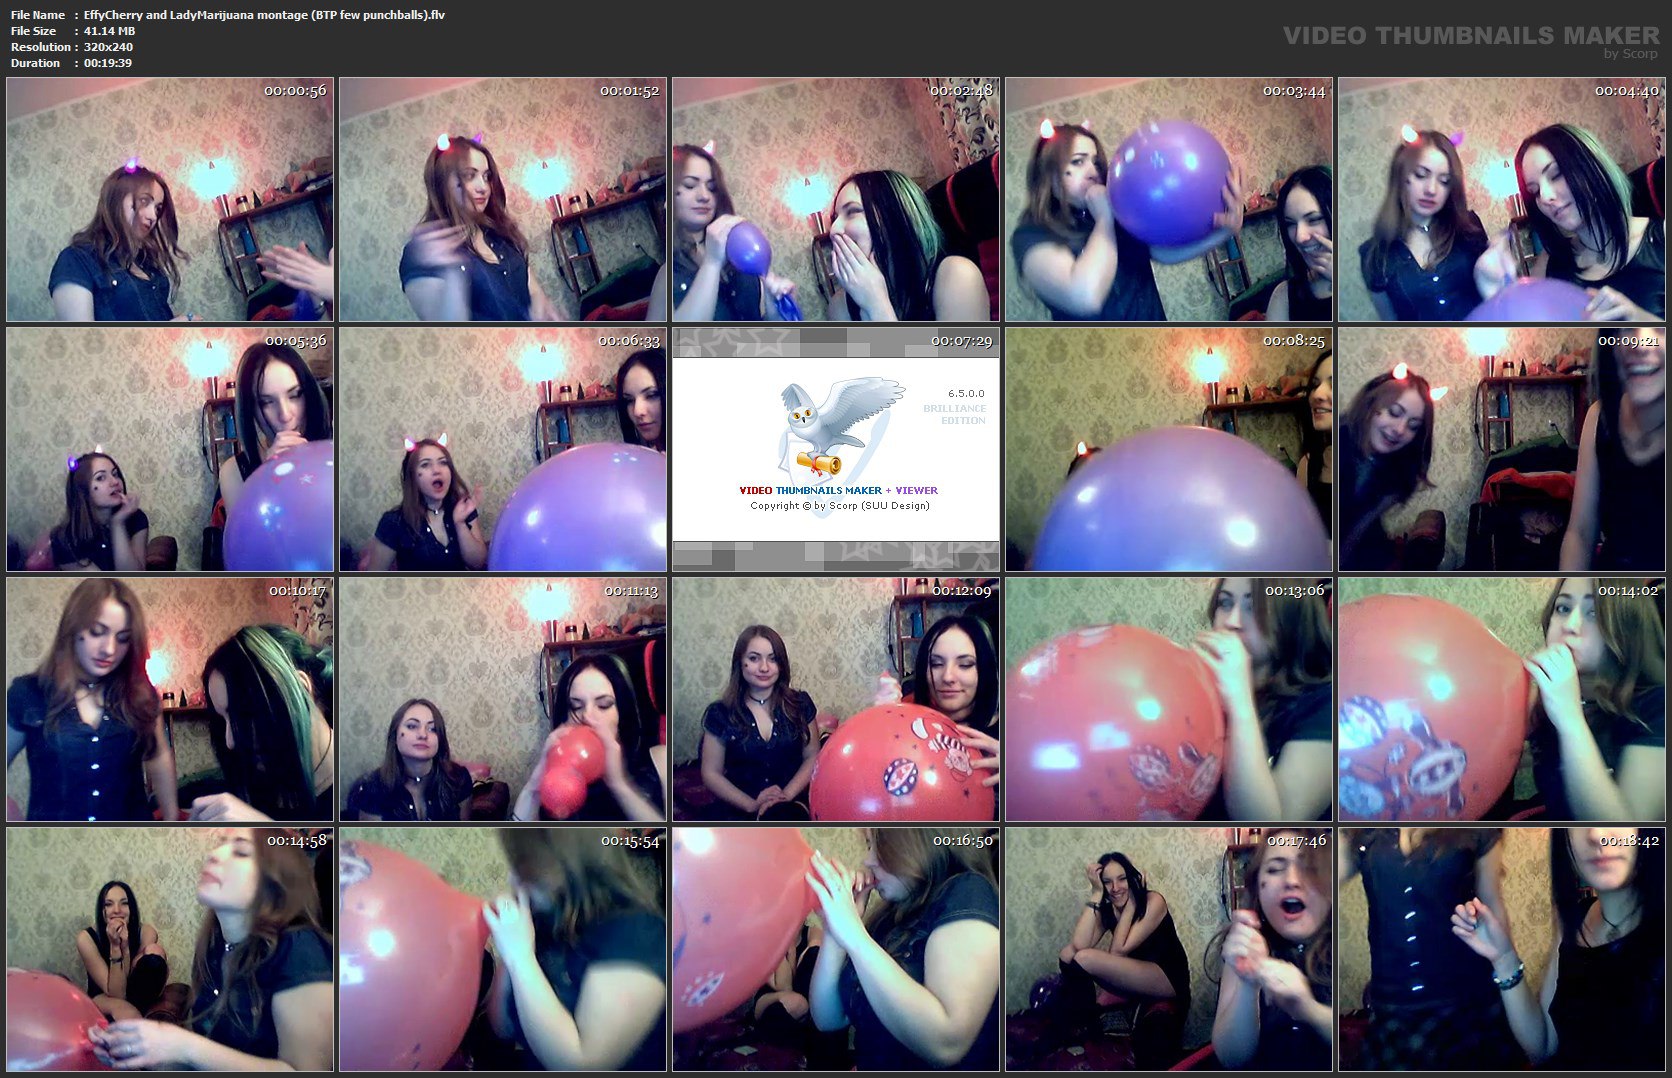 File Name : EffyCherry and LadyMarijuana montage (BTP few punchballs).flv
File Size : 41.14 MB
Resolution : 320x240
Duration : 00:19:39
VIDEO THUMBNAILS MAKER
by Scorp
00:00:56
00:01:52
00:02:48
00:03:44
00:04:40
00:05:36
00:06:33
00:07:29
6.5.0.0
BRILLIANCE
EDITION
VIDEO THUMBNAILS MAKER + VIEWER
Copyright © by Scorp (SUU Design)
00:08:25
00:09:21
00:10:17
00:11:13
00:12:09
00:13:06
00:14:02
00:14:58
00:15:54
00:16:50
00:17:46
00:18:42